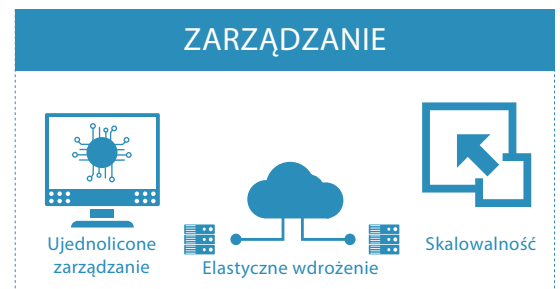 ZARZĄDZANIE
Ujednolicone
zarządzanie
Elastyczne wdrożenie
Skalowalność